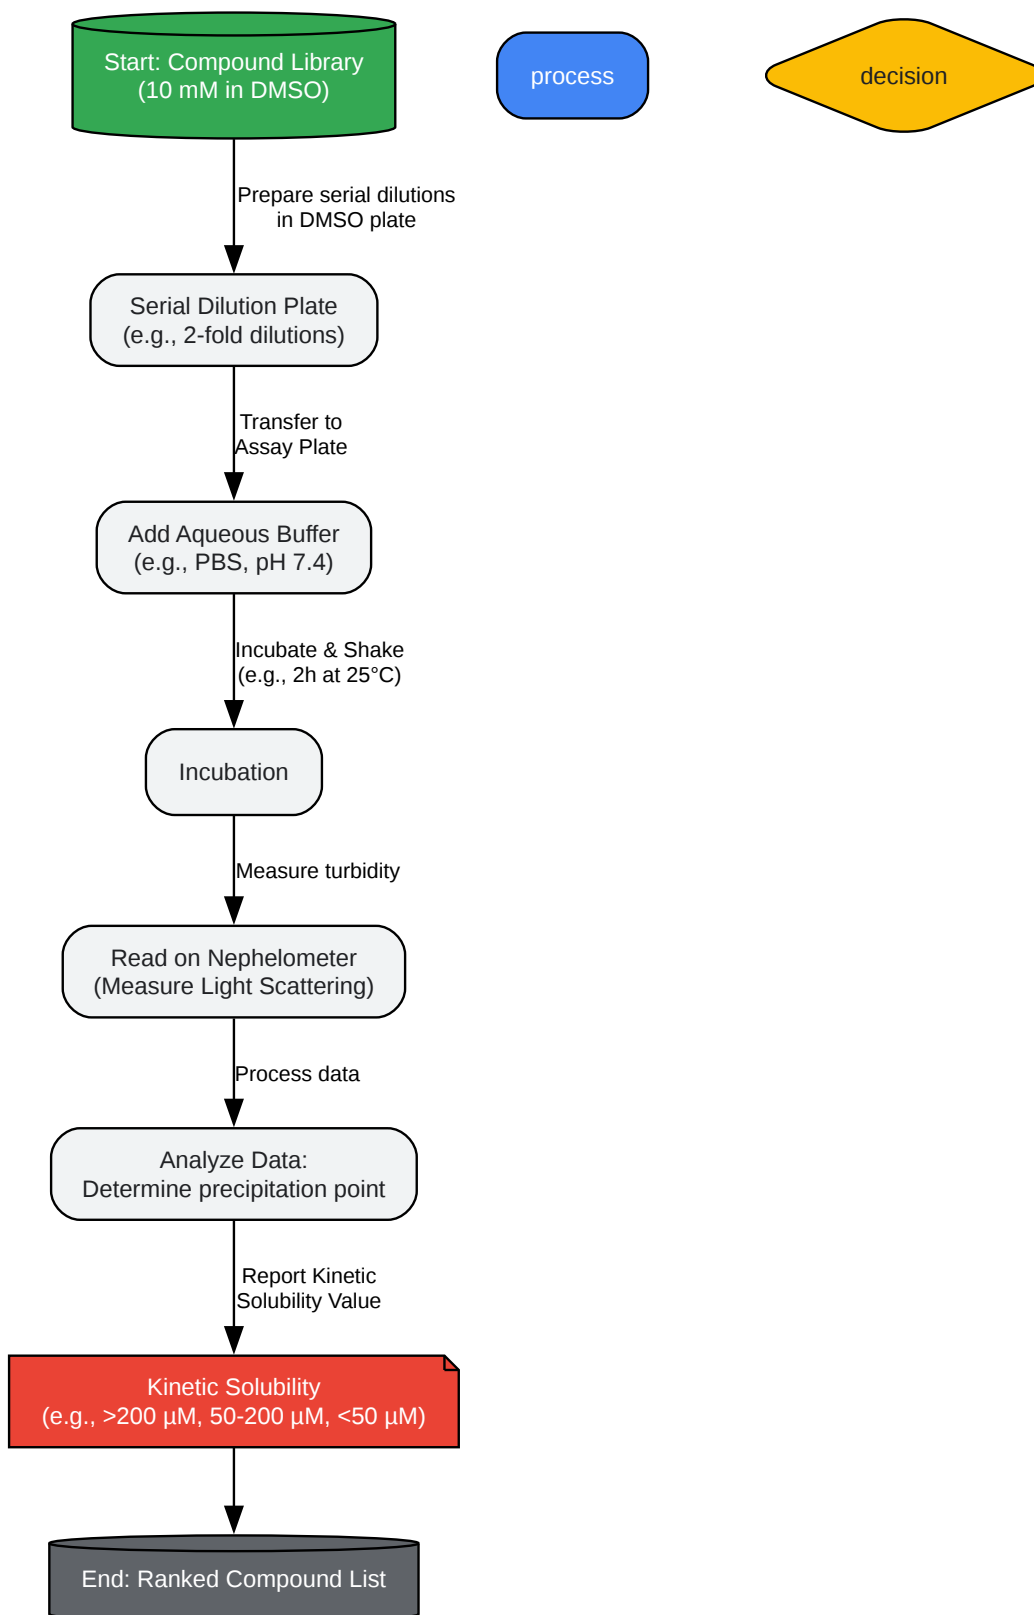 Start: Compound Library
(10 mM in DMSO)
process
decision
Prepare serial dilutions
in DMSO plate
Serial Dilution Plate
(e.g., 2-fold dilutions)
Transfer to
Assay Plate
Add Aqueous Buffer
(e.g., PBS, pH 7.4)
Incubate & Shake
(e.g., 2h at 25°C)
Incubation
Measure turbidity
Read on Nephelometer
(Measure Light Scattering)
Process data
Analyze Data:
Determine precipitation point
Report Kinetic
Solubility Value
Kinetic Solubility
(e.g., >200 µM, 50-200 µM, <50 µM)
End: Ranked Compound List